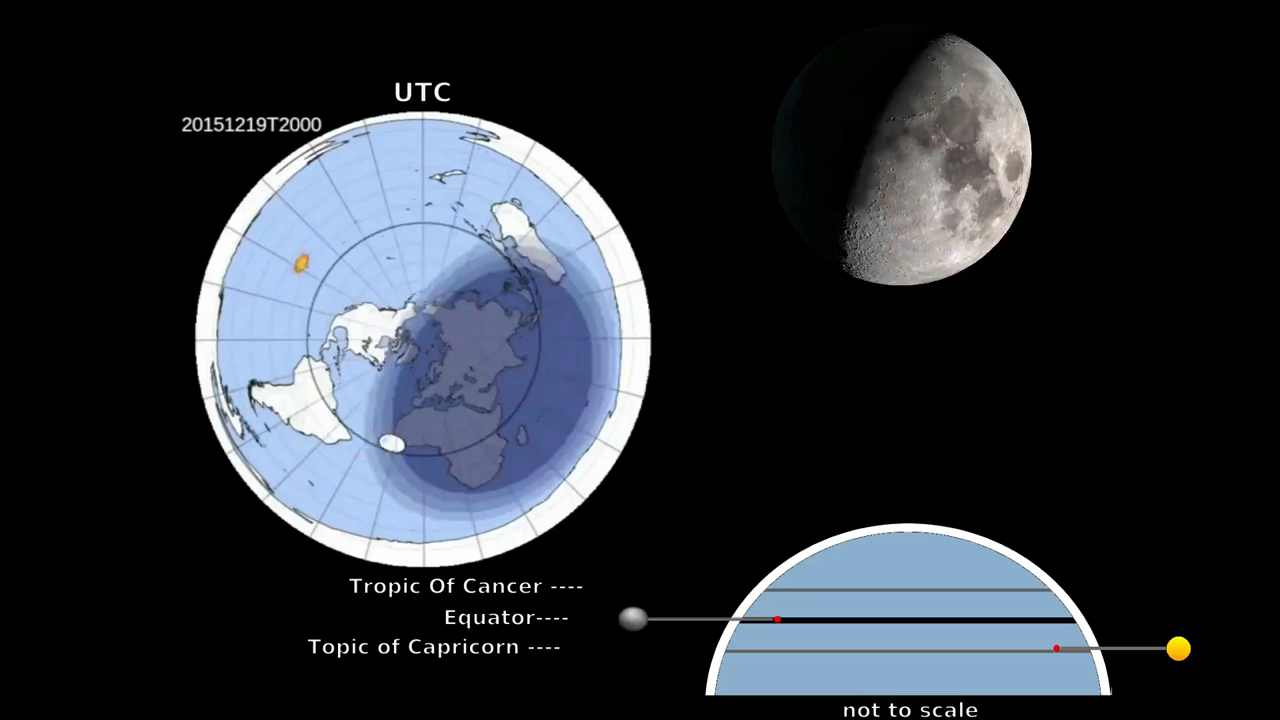 UTC
20151219T2000
Tropic Of Cancer ----
Equator----
Topic of Capricorn ----
not to scale